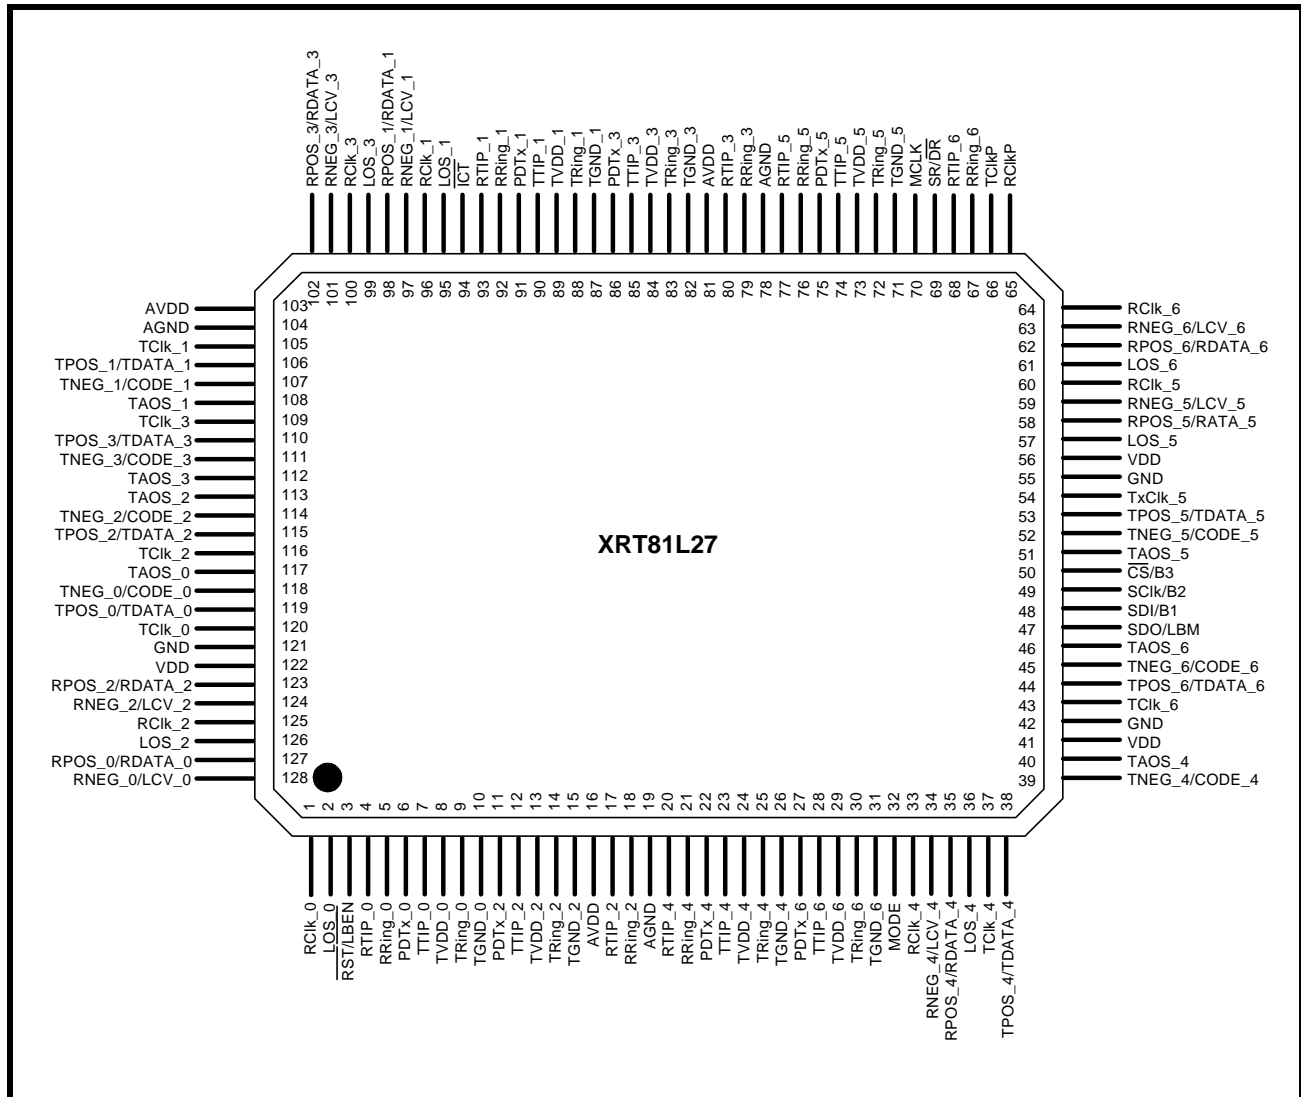 RPOS_3/RDATA_3
RNEG_3/LCV_3
RClk_3
LOS_3
RPOS_1/RDATA_1
RNEG_1/LCV_1
RClk_1
LOS_1
ICT
RTIP_1
RRing_1
PDTx_1
TTIP_1
TVDD_1
TRing_1
TGND_1
PDTx_3
TTIP_3
TVDD_3
TRing_3
TGND_3
AVDD
RTIP_3
RRing_3
AGND
RTIP_5
RRing_5
PDTx_5
TTIP_5
TVDD_5
TRing_5
TGND_5
MCLK
SR/DR
RTIP_6
RRing_6
TClkP
RClkP
102
101
100
99
98
97
96
95
94
93
92
91
90
89
88
87
86
85
84
83
82
81
80
79
78
77
76
75
74
73
72
71
70
69
68
67
66
65
AVDD 103
AGND 104
TClk_1 105
TPOS_1/TDATA_1 106
TNEG_1/CODE_1 107
TAOS_1 108
TClk_3 109
TPOS_3/TDATA_3 110
TNEG_3/CODE_3 111
TAOS_3 112
TAOS_2 113
TNEG_2/CODE_2 114
TPOS_2/TDATA_2 115
TClk_2 116
TAOS_0 117
TNEG_0/CODE_0 118
TPOS_0/TDATA_0 119
TClk_0 120
GND 121
VDD 122
RPOS_2/RDATA_2 123
RNEG_2/LCV_2 124
RClk_2 125
LOS_2 126
RPOS_0/RDATA_0 127
RNEG_0/LCV_0 128
XRT81L27
64 RClk_6
63 RNEG_6/LCV_6
62 RPOS_6/RDATA_6
61 LOS_6
60 RClk_5
59 RNEG_5/LCV_5
58 RPOS_5/RATA_5
57 LOS_5
56 VDD
55 GND
54 TxClk_5
53 TPOS_5/TDATA_5
52 TNEG_5/CODE_5
51 TAOS_5
50 CS/B3
49 SClk/B2
48 SDI/B1
47 SDO/LBM
46 TAOS_6
45 TNEG_6/CODE_6
44 TPOS_6/TDATA_6
43 TClk_6
42 GND
41 VDD
40 TAOS_4
39 TNEG_4/CODE_4
1
2
3
4
5
6
7
8
9
10
11
12
13
14
15
16
17
18
19
20
21
22
23
24
25
26
27
28
29
30
31
32
33
34
35
36
37
38
RClk_0
LOS_0
RST/LBEN
RTIP_0
RRing_0
PDTx_0
TTIP_0
TVDD_0
TRing_0
TGND_0
PDTx_2
TTIP_2
TVDD_2
TRing_2
TGND_2
AVDD
RTIP_2
RRing_2
AGND
RTIP_4
RRing_4
PDTx_4
TTIP_4
TVDD_4
TRing_4
TGND_4
PDTx_6
TTIP_6
TVDD_6
TRing_6
TGND_6
MODE
RClk_4
RNEG_4/LCV_4
RPOS_4/RDATA_4
LOS_4
TClk_4
TPOS_4/TDATA_4